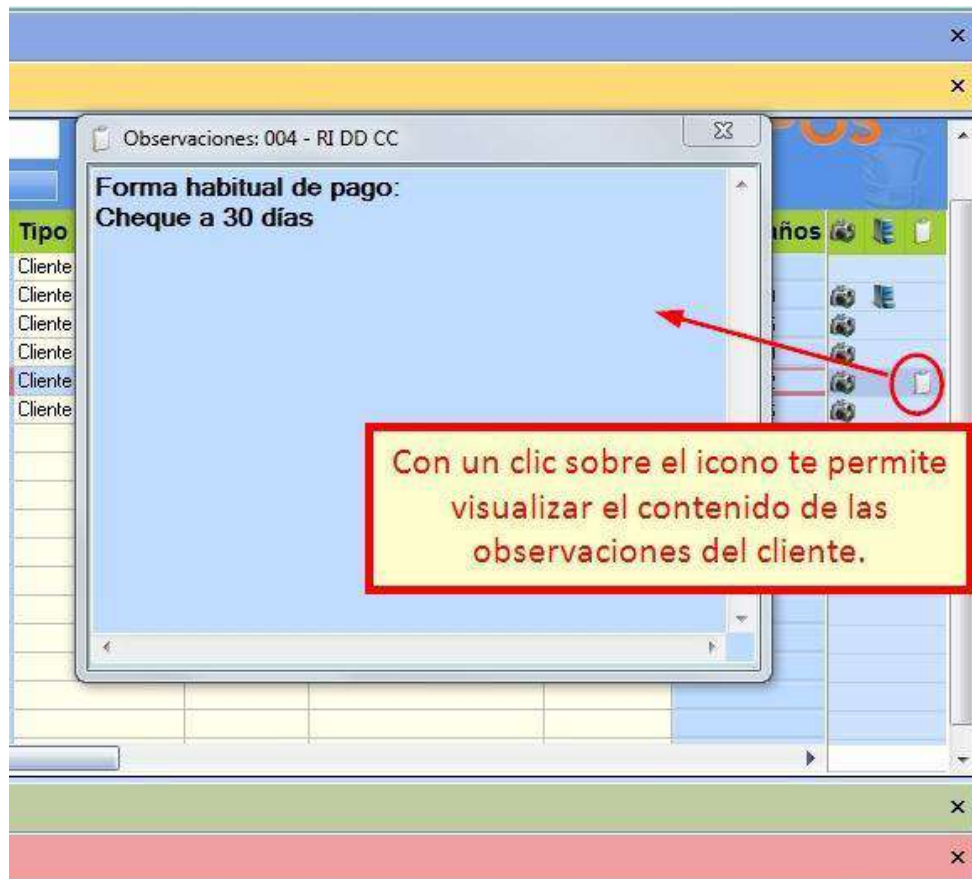 ×
×
Observaciones: 004 - RI DD CC
POS
Forma habitual de pago:
Cheque a 30 días
Tipo
Cliente
Cliente
Cliente
Cliente
Cliente
Cliente
Con un clic sobre el icono te permite
visualizar el contenido de las
observaciones del cliente.
×
×